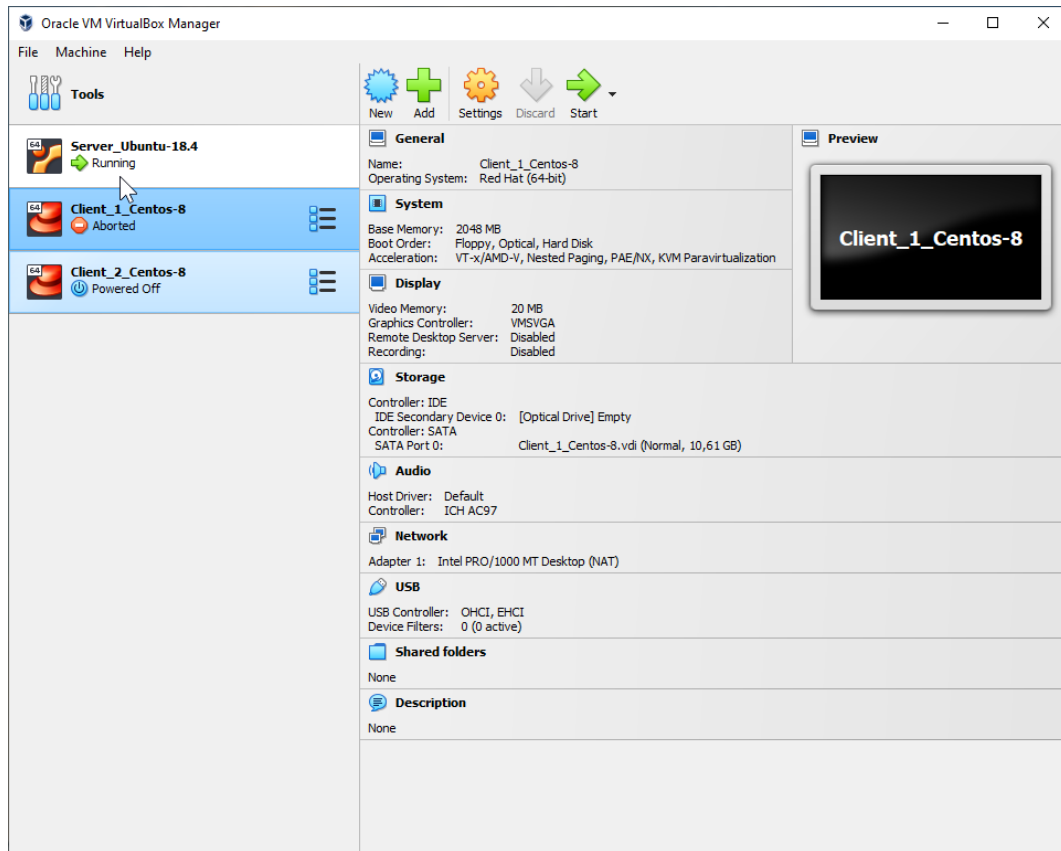 Oracle VM VirtualBox Manager
File Machine Help
Tools
New Add Settings Discard Start
64 Server_Ubuntu-18.4
Running
64 Client_1_Centos-8
Aborted
64 Client_2_Centos-8
Powered Off
General
Name: Client_1_Centos-8
Operating System: Red Hat (64-bit)
System
Base Memory: 2048 MB
Boot Order: Floppy, Optical, Hard Disk
Acceleration: VT-x/AMD-V, Nested Paging, PAE/NX, KVM Paravirtualization
Display
Video Memory: 20 MB
Graphics Controller: VMSVGA
Remote Desktop Server: Disabled
Recording: Disabled
Preview
Client_1_Centos-8
Storage
Controller: IDE
IDE Secondary Device 0: [Optical Drive] Empty
Controller: SATA
SATA Port 0: Client_1_Centos-8.vdi (Normal, 10,61 GB)
Audio
Host Driver: Default
Controller: ICH AC97
Network
Adapter 1: Intel PRO/1000 MT Desktop (NAT)
USB
USB Controller: OHCI, EHCI
Device Filters: 0 (0 active)
Shared folders
None
Description
None